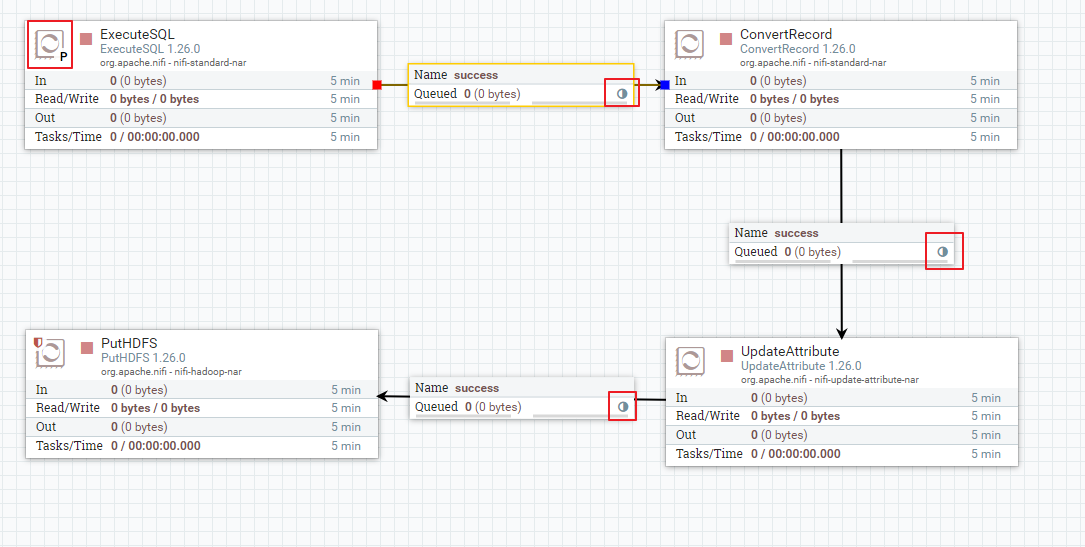 P
ExecuteSQL
ExecuteSQL 1.26.0
org.apache.nifi - nifi-standard-nar
In 0 (0 bytes) 5 min
Read/Write 0 bytes / 0 bytes 5 min
Out 0 (0 bytes) 5 min
Tasks/Time 0 / 00:00:00.000 5 min
Name success
Queued 0 (0 bytes)
ConvertRecord
ConvertRecord 1.26.0
org.apache.nifi - nifi-standard-nar
In 0 (0 bytes) 5 min
Read/Write 0 bytes / 0 bytes 5 min
Out 0 (0 bytes) 5 min
Tasks/Time 0 / 00:00:00.000 5 min
Name success
Queued 0 (0 bytes)
PutHDFS
PutHDFS 1.26.0
org.apache.nifi - nifi-hadoop-nar
In 0 (0 bytes) 5 min
Read/Write 0 bytes / 0 bytes 5 min
Out 0 (0 bytes) 5 min
Tasks/Time 0 / 00:00:00.000 5 min
Name success
Queued 0 (0 bytes)
UpdateAttribute
UpdateAttribute 1.26.0
org.apache.nifi - nifi-update-attribute-nar
In 0 (0 bytes) 5 min
Read/Write 0 bytes / 0 bytes 5 min
Out 0 (0 bytes) 5 min
Tasks/Time 0 / 00:00:00.000 5 min